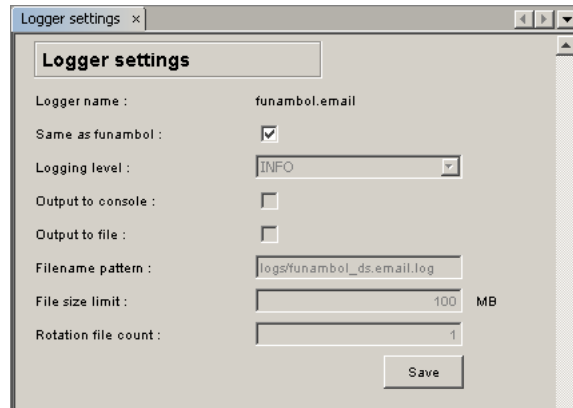 Logger settings ×
Logger settings
Logger name : funambol.email
Same as funambol :
Logging level : INFO
Output to console :
Output to file :
Filename pattern : logs/funambol_ds.email.log
File size limit : 100 MB
Rotation file count : 1
Save